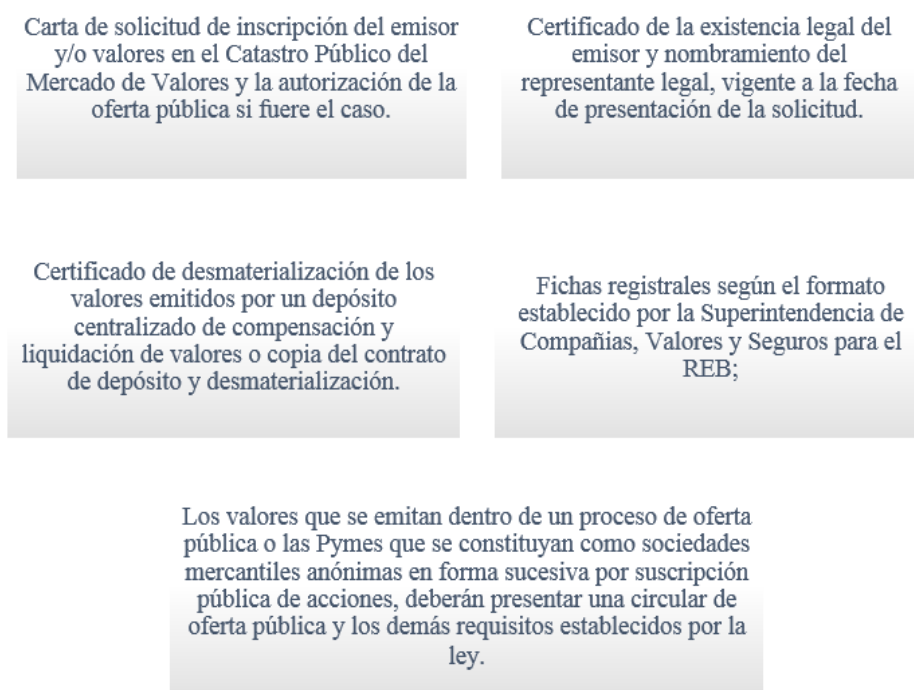 Carta de solicitud de inscripción del emisor
y/o valores en el Catastro Público del
Mercado de Valores y la autorización de la
oferta pública si fuere el caso.
Certificado de la existencia legal del
emisor y nombramiento del
representante legal, vigente a la fecha
de presentación de la solicitud.
Certificado de desmaterialización de los
valores emitidos por un depósito
centralizado de compensación y
liquidación de valores o copia del contrato
de depósito y desmaterialización.
Fichas registrales según el formato
establecido por la Superintendencia de
Compañias, Valores y Seguros para el
REB;
Los valores que se emitan dentro de un proceso de oferta
pública o las Pymes que se constituyan como sociedades
mercantiles anónimas en forma sucesiva por suscripción
pública de acciones, deberán presentar una circular de
oferta pública y los demás requisitos establecidos por la
ley.